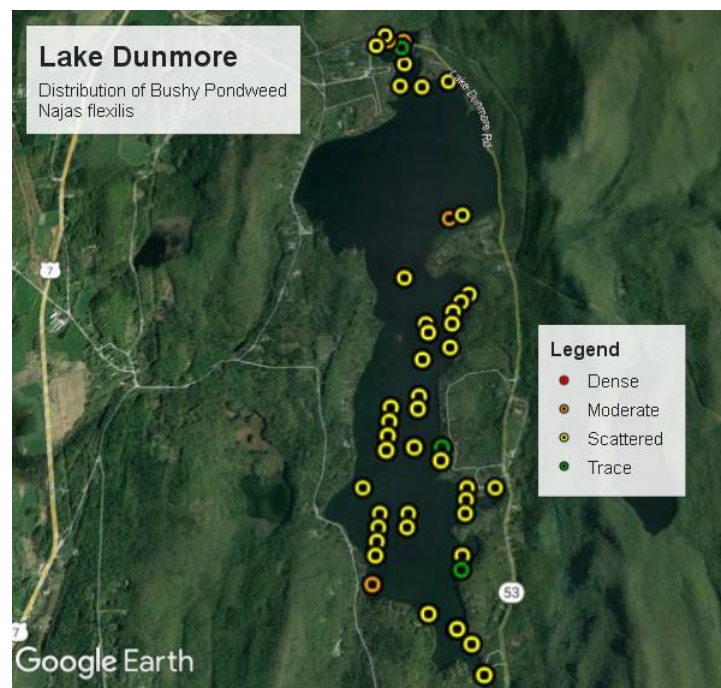 Lake Dunmore
Distribution of Bushy Pondweed
Najas flexilis
Lake Dunmore Rd
7
Legend
Dense
Moderate
Scattered
Trace
53
7
Google Earth